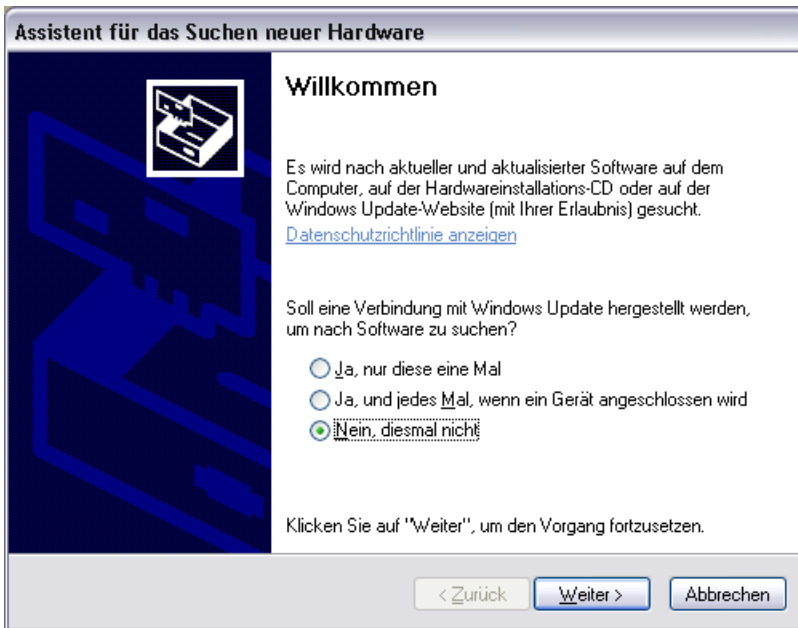 Assistent für das Suchen neuer Hardware
Willkommen
Es wird nach aktueller und aktualisierter Software auf dem
Computer, auf der Hardwareinstallations-CD oder auf der
Windows Update-Website (mit Ihrer Erlaubnis) gesucht.
Datenschutzrichtlinie anzeigen
Soll eine Verbindung mit Windows Update hergestellt werden,
um nach Software zu suchen?
Ja, nur diese eine Mal
Ja, und jedes Mal, wenn ein Gerät angeschlossen wird
Nein, diesmal nicht
Klicken Sie auf "Weiter", um den Vorgang fortzusetzen.
< Zurück Weiter > Abbrechen